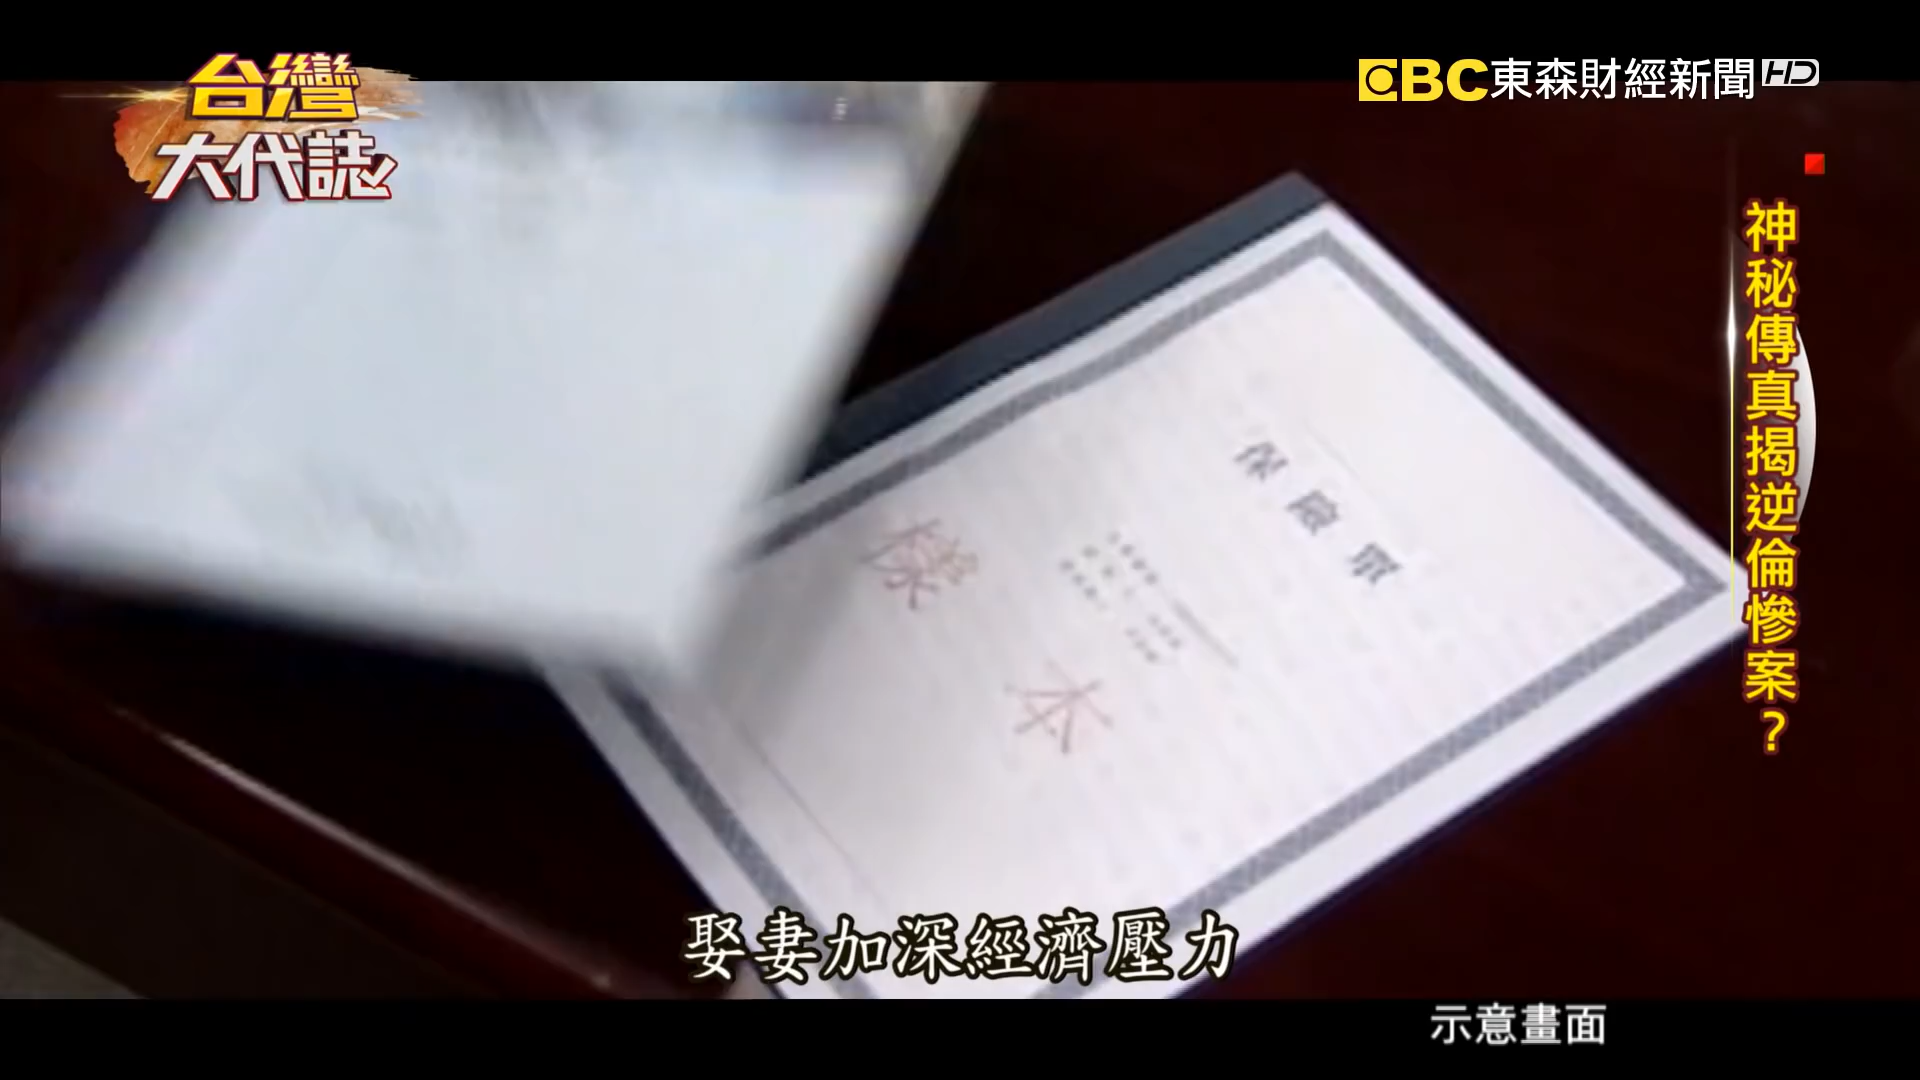 台灣
大代誌
EBC東森財經新聞HD
神秘傳真揭逆倫慘案？
保險單
樣本
娶妻加深經濟壓力
示意畫面